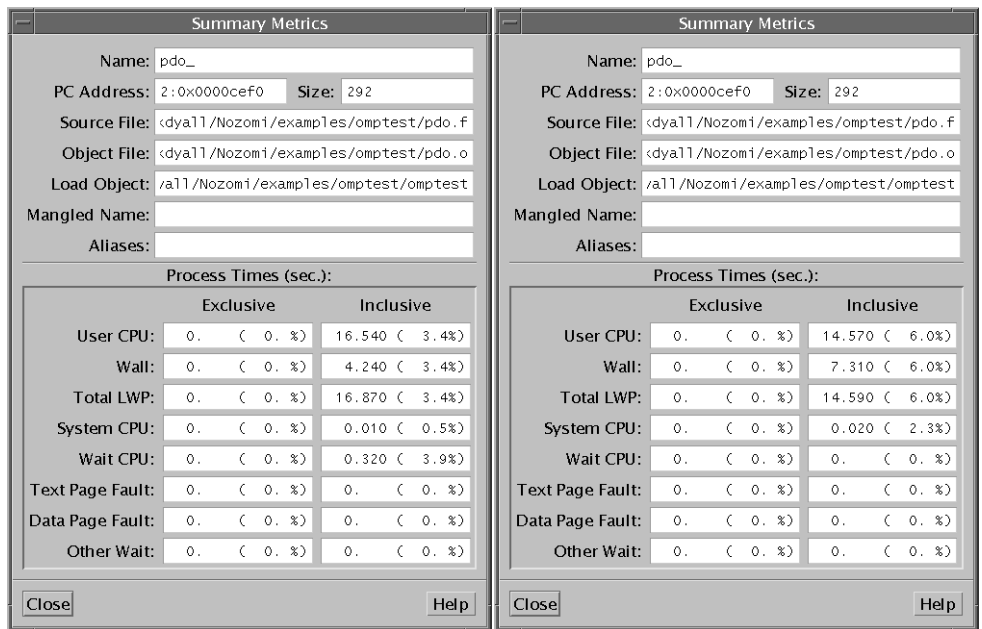 Summary Metrics
Name: pdo_
PC Address: 2:0x0000cef0 Size: 292
Source File: <dyall/Nozomi/examples/omptest/pdo.f
Object File: <dyall/Nozomi/examples/omptest/pdo.o
Load Object: /all/Nozomi/examples/omptest/omptest
Mangled Name:
Aliases:
Process Times (sec.):
Exclusive Inclusive
User CPU: 0. ( 0. %) 16.540 ( 3.4%)
Wall: 0. ( 0. %) 4.240 ( 3.4%)
Total LWP: 0. ( 0. %) 16.870 ( 3.4%)
System CPU: 0. ( 0. %) 0.010 ( 0.5%)
Wait CPU: 0. ( 0. %) 0.320 ( 3.9%)
Text Page Fault: 0. ( 0. %) 0. ( 0. %)
Data Page Fault: 0. ( 0. %) 0. ( 0. %)
Other Wait: 0. ( 0. %) 0. ( 0. %)
Close Help
Summary Metrics
Name: pdo_
PC Address: 2:0x0000cef0 Size: 292
Source File: <dyall/Nozomi/examples/omptest/pdo.f
Object File: <dyall/Nozomi/examples/omptest/pdo.o
Load Object: /all/Nozomi/examples/omptest/omptest
Mangled Name:
Aliases:
Process Times (sec.):
Exclusive Inclusive
User CPU: 0. ( 0. %) 14.570 ( 6.0%)
Wall: 0. ( 0. %) 7.310 ( 6.0%)
Total LWP: 0. ( 0. %) 14.590 ( 6.0%)
System CPU: 0. ( 0. %) 0.020 ( 2.3%)
Wait CPU: 0. ( 0. %) 0. ( 0. %)
Text Page Fault: 0. ( 0. %) 0. ( 0. %)
Data Page Fault: 0. ( 0. %) 0. ( 0. %)
Other Wait: 0. ( 0. %) 0. ( 0. %)
Close Help